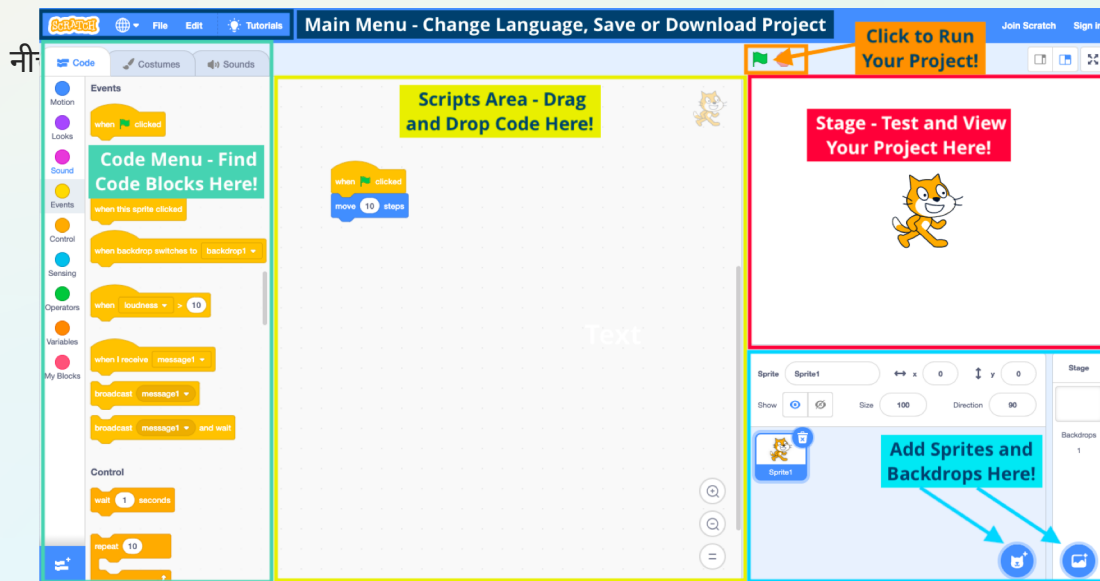 SCRATCH File Edit Tutorials
Main Menu - Change Language, Save or Download Project
Join Scratch
Click to Run
Your Project!
Code Costumes Sounds
Motion
Looks
Sound
Events
Control
Sensing
Operators
Variables
My Blocks
Events
when clicked
Code Menu - Find
Code Blocks Here!
when this sprite clicked
when backdrop switches to backdrop1
when loudness > 10
when I receive message1
broadcast message1
broadcast message1 and wait
Control
wait 1 seconds
repeat 10
Scripts Area - Drag
and Drop Code Here!
when clicked
move 10 steps
Text
Stage - Test and View
Your Project Here!
Sprite Sprite1 x 0 y 0
Show Size 100 Direction 90
Sprite1
Stage
Backdrops
1
Add Sprites and
Backdrops Here!